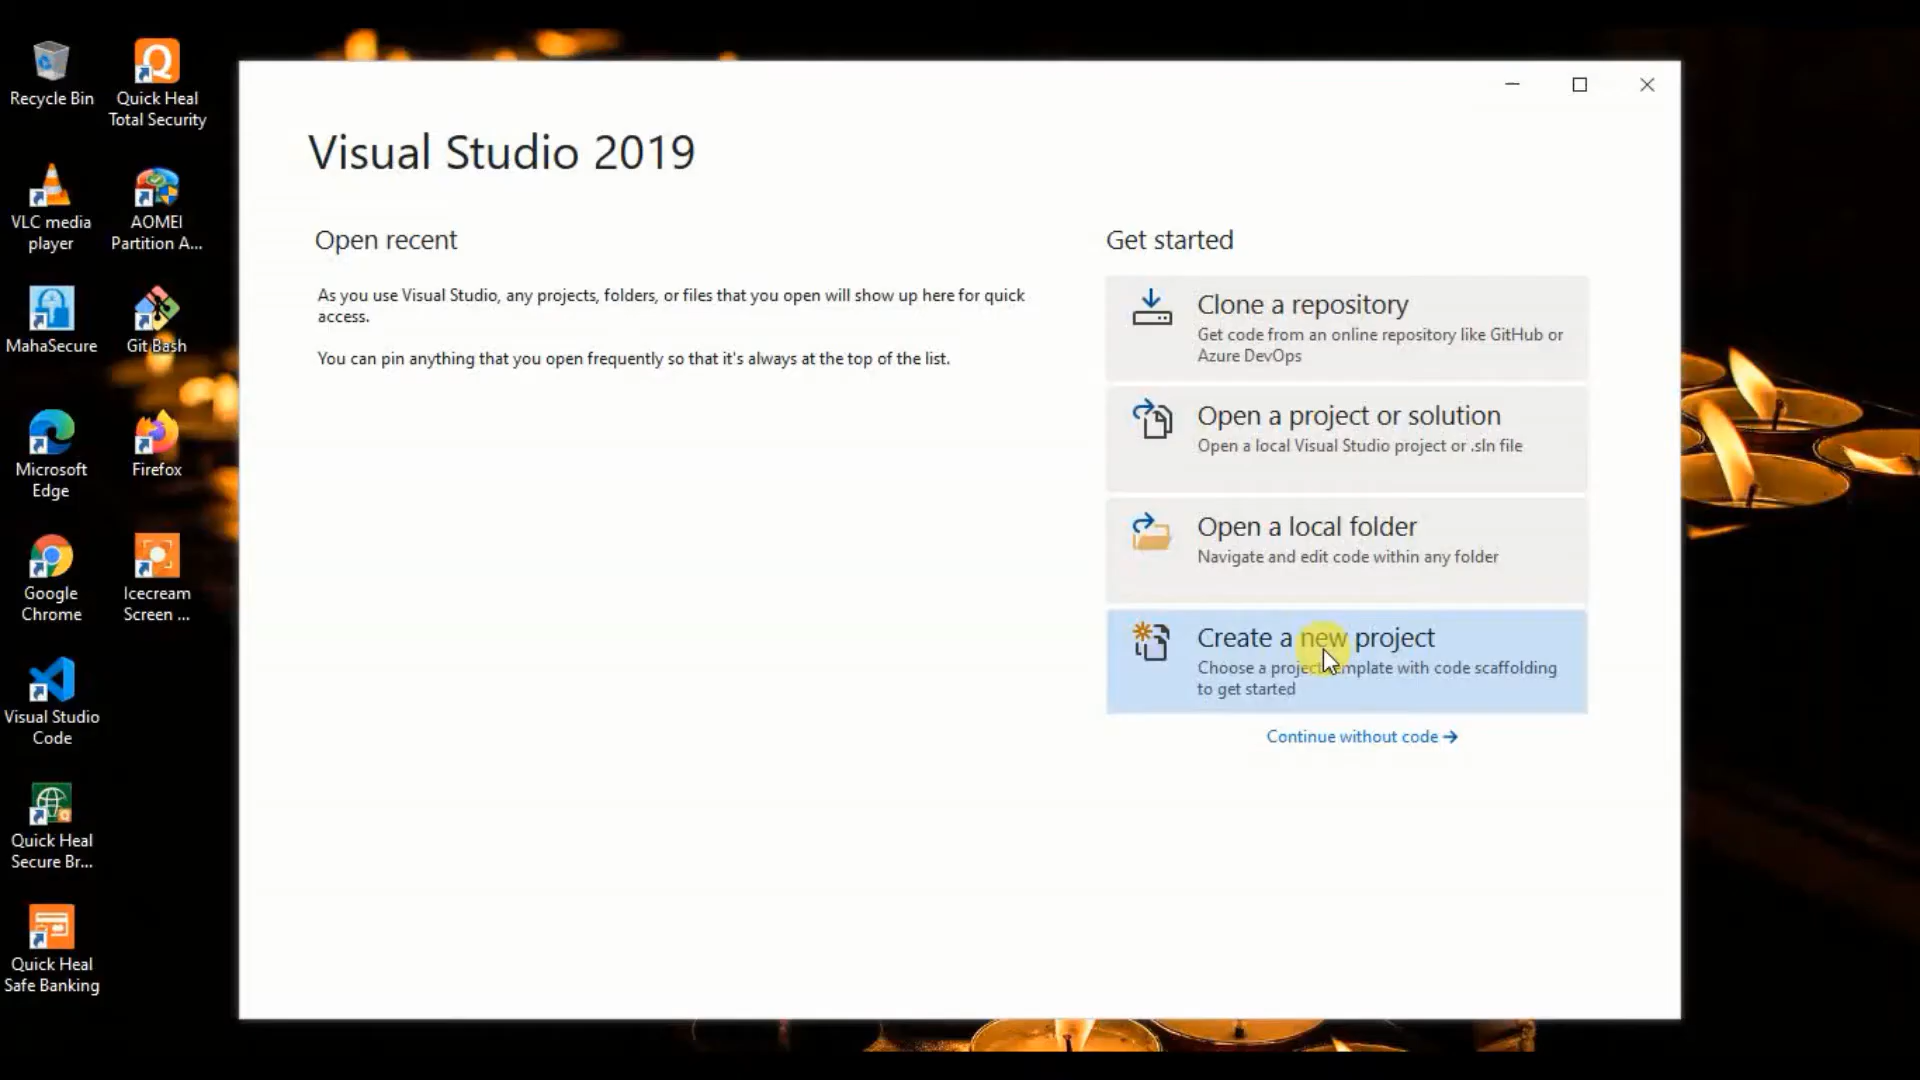 Recycle Bin
Quick Heal
Total Security
VLC media
player
AOMEI
Partition A...
MahaSecure
Git Bash
Microsoft
Edge
Firefox
Google
Chrome
Icecream
Screen ...
Visual Studio
Code
Quick Heal
Secure Br...
Quick Heal
Safe Banking
Visual Studio 2019
Open recent
As you use Visual Studio, any projects, folders, or files that you open will show up here for quick
access.
You can pin anything that you open frequently so that it's always at the top of the list.
Get started
Clone a repository
Get code from an online repository like GitHub or
Azure DevOps
Open a project or solution
Open a local Visual Studio project or .sln file
Open a local folder
Navigate and edit code within any folder
Create a new project
Choose a project template with code scaffolding
to get started
Continue without code →